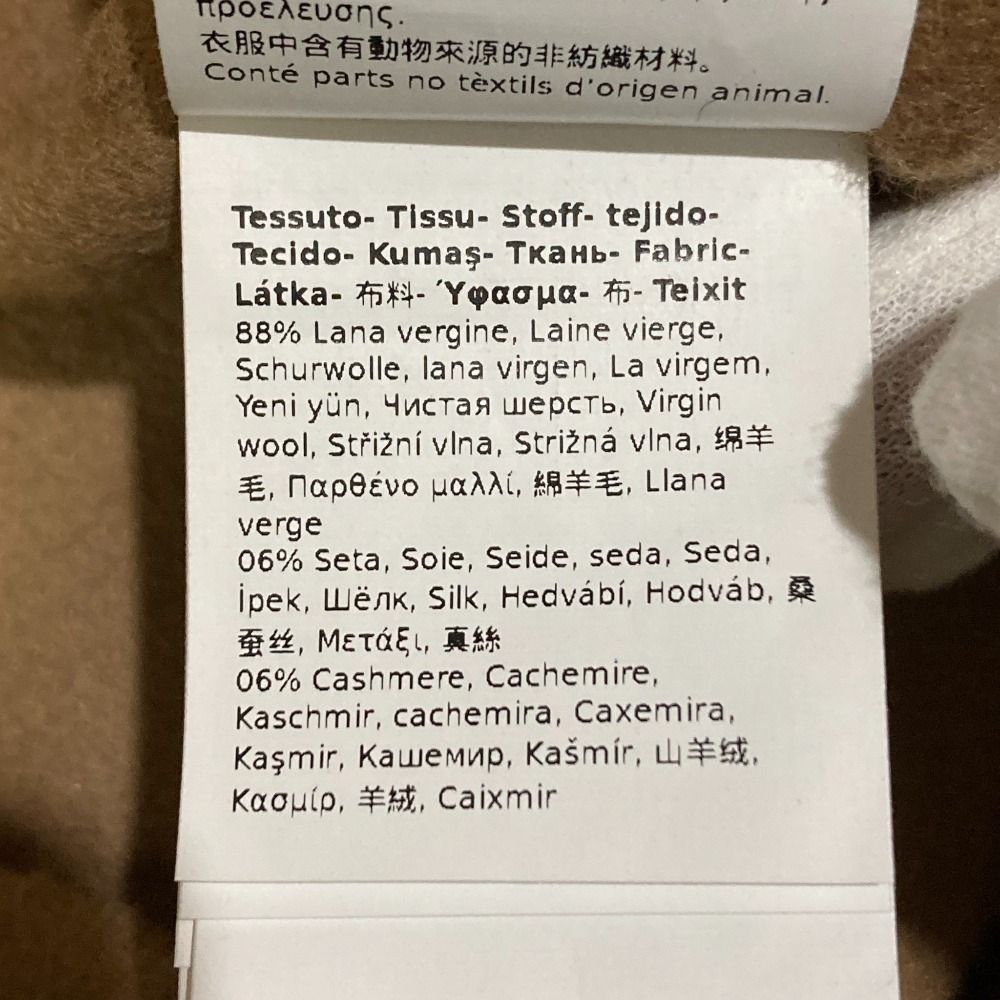 προέλευσης.
衣服中含有動物來源的非紡織材料。
Conté parts no tèxtils d'origen animal.
Tessuto- Tissu- Stoff- tejido-
Tecido- Kumaş- Ткань- Fabric-
Látka- 布料- Ύφασμα- 布- Teixit
88% Lana vergine, Laine vierge,
Schurwolle, lana virgen, La virgem,
Yeni yün, Чистая шерсть, Virgin
wool, Střižní vlna, Strižná vlna, 绵羊
毛, Παρθένο μαλλί, 綿羊毛, Llana
verge
06% Seta, Soie, Seide, seda, Seda,
İpek, Шёлк, Silk, Hedvábí, Hodváb, 桑
蚕丝, Μετάξι, 真絲
06% Cashmere, Cachemire,
Kaschmir, cachemira, Caxemira,
Kaşmir, Кашемир, Kašmír, 山羊绒,
Κασμίρ, 羊絨, Caixmir